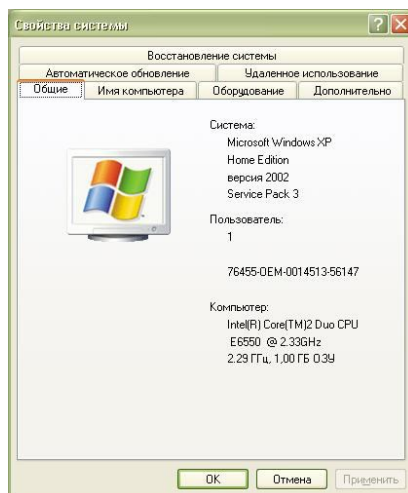 Свойства системы
Восстановление системы
Автоматическое обновление Удаленное использование
Общие Имя компьютера Оборудование Дополнительно
Система:
Microsoft Windows XP
Home Edition
версия 2002
Service Pack 3
Пользователь:
1
76455-OEM-0014513-56147
Компьютер:
Intel(R) Core(TM)2 Duo CPU
E6550 @ 2.33GHz
2.29 ГГц, 1,00 ГБ ОЗУ
OK Отмена Применить